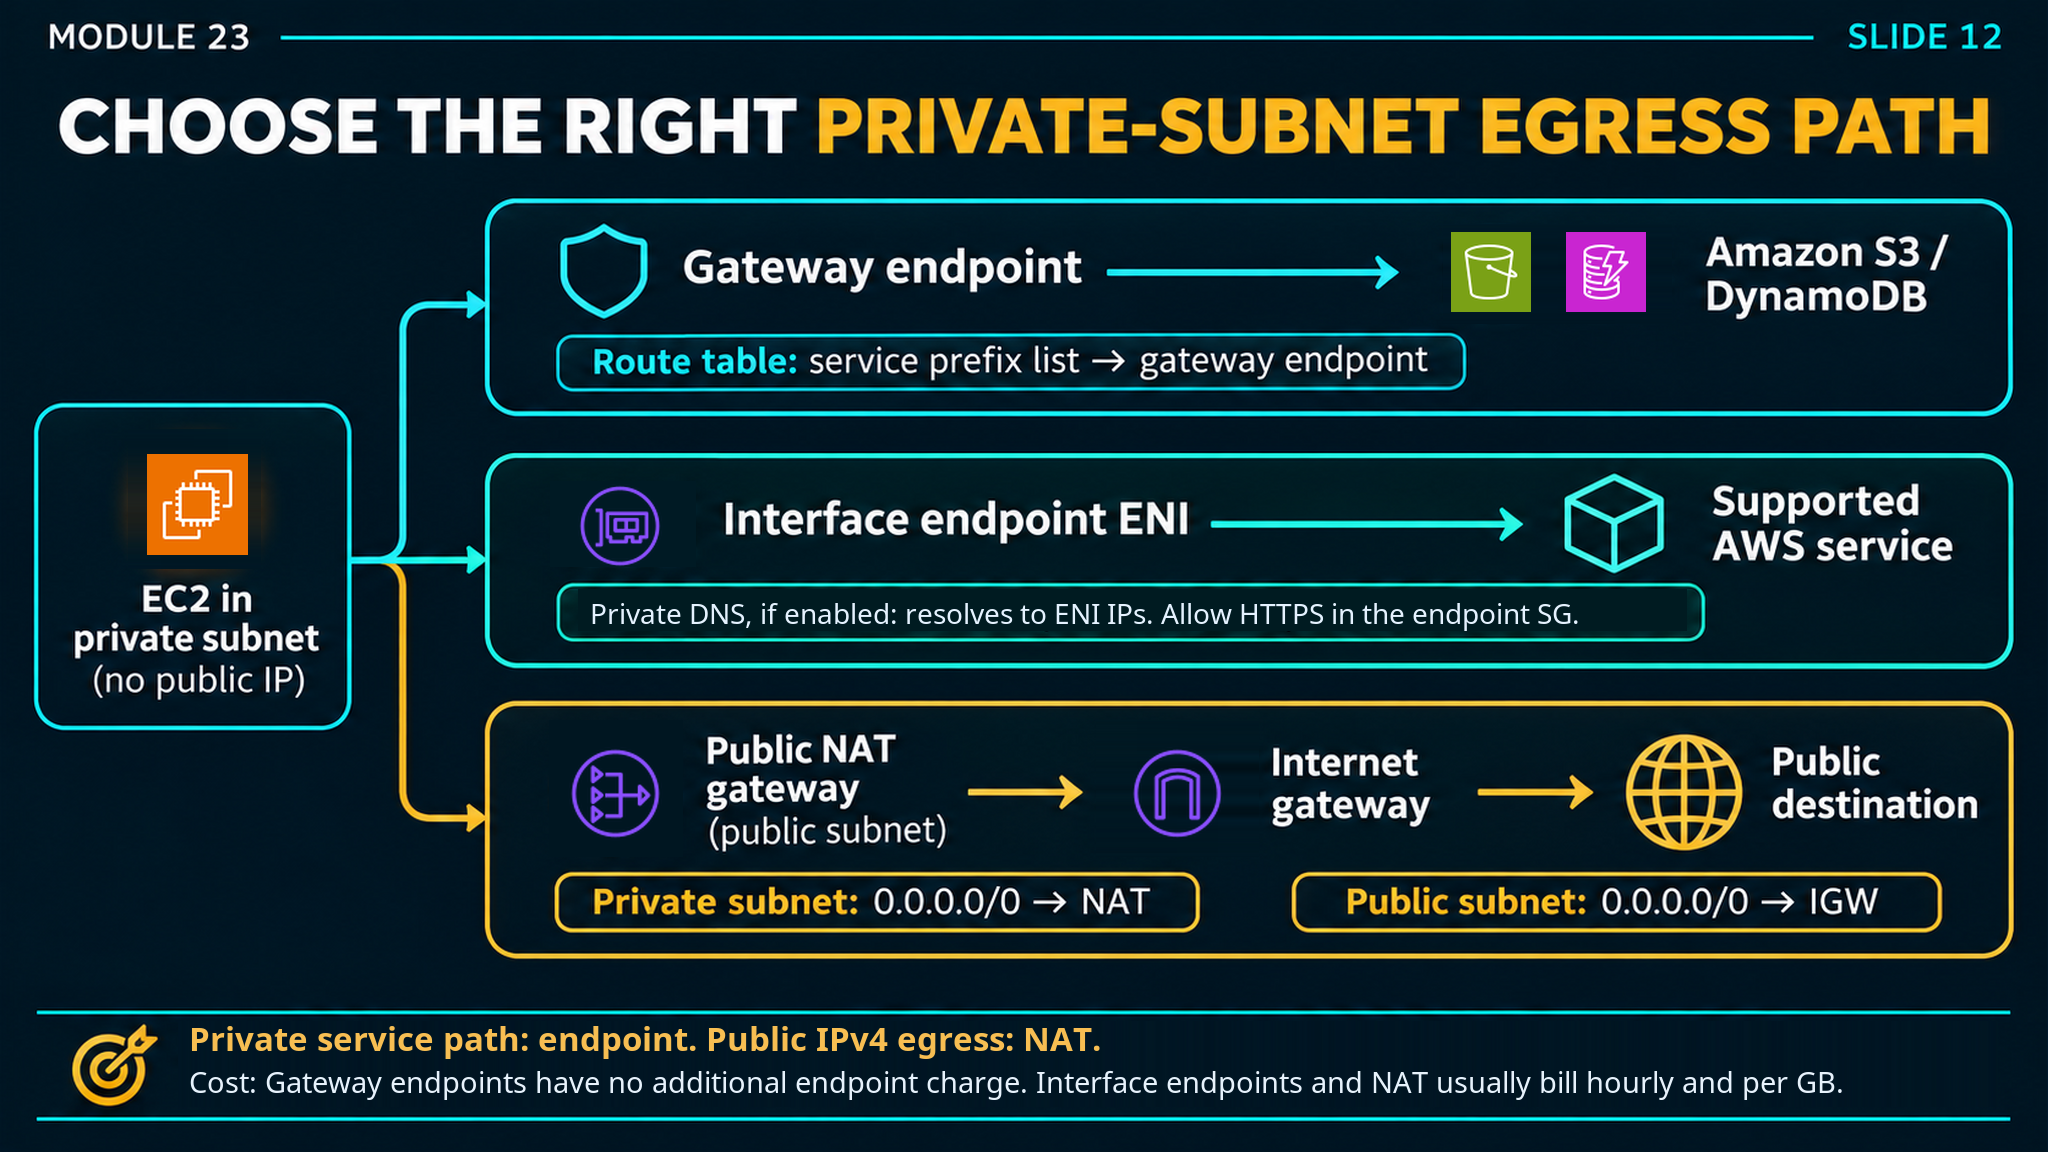 MODULE 23
SLIDE 12
CHOOSE THE RIGHT PRIVATE-SUBNET EGRESS PATH
EC2 in
private subnet
(no public IP)
Gateway endpoint
Amazon S3 /
DynamoDB
Route table: service prefix list → gateway endpoint
Interface endpoint ENI
Supported
AWS service
Private DNS, if enabled: resolves to ENI IPs. Allow HTTPS in the endpoint SG.
Public NAT
gateway
(public subnet)
Internet
gateway
Public
destination
Private subnet: 0.0.0.0/0 → NAT
Public subnet: 0.0.0.0/0 → IGW
Private service path: endpoint. Public IPv4 egress: NAT.
Cost: Gateway endpoints have no additional endpoint charge. Interface endpoints and NAT usually bill hourly and per GB.